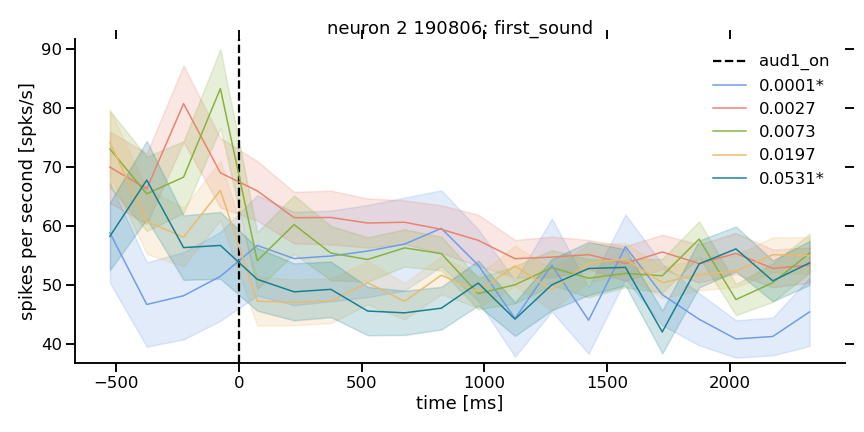 neuron 2 190806: first_sound
spikes per second [spks/s]
90
80
70
60
50
40
aud1_on
0.0001*
0.0027
0.0073
0.0197
0.0531*
−500 0 500 1000 1500 2000
time [ms]